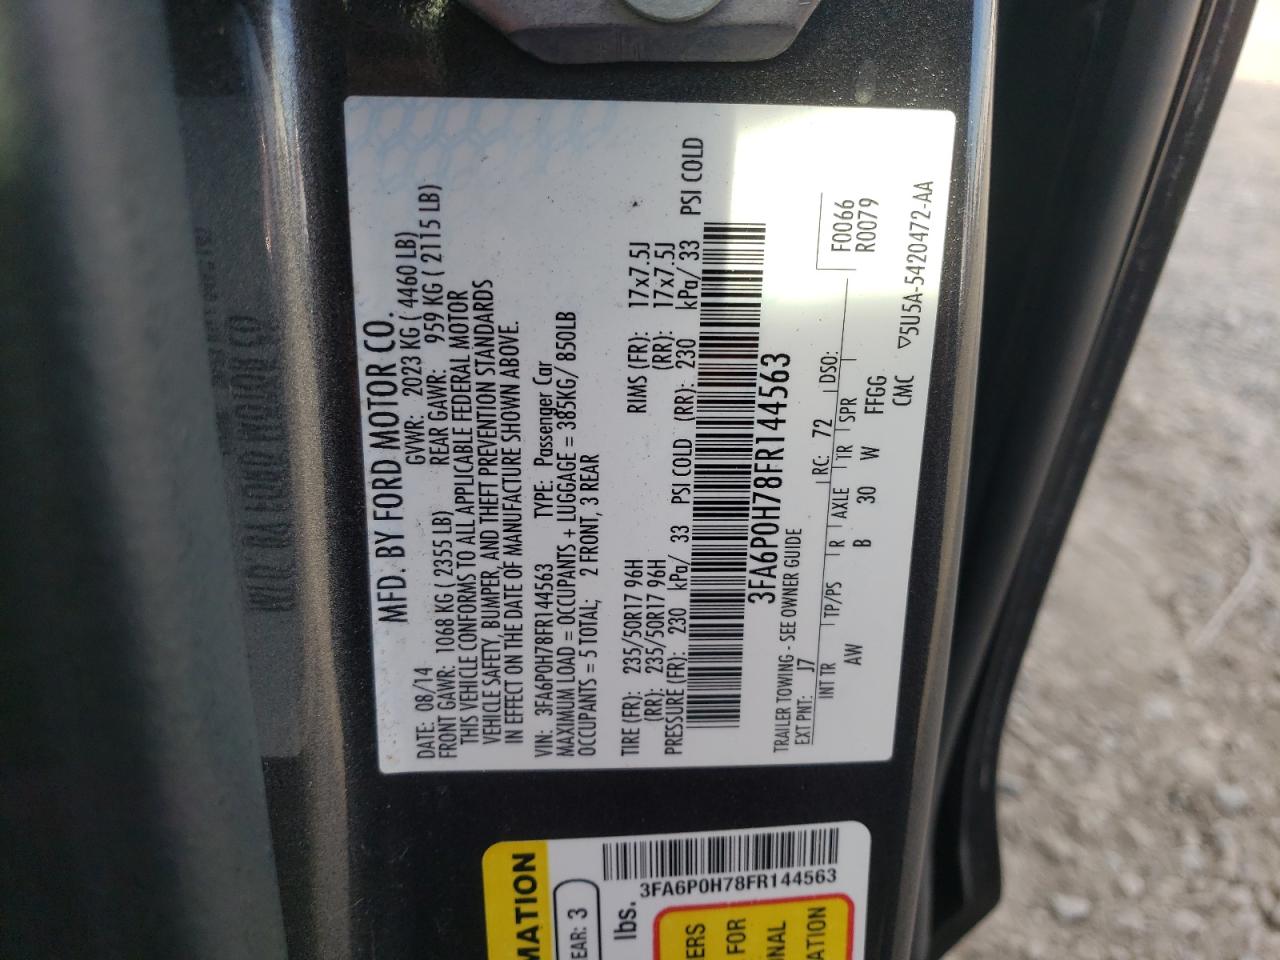 MFD. BY FORD MOTOR CO.
DATE: 08/14 GVWR: 2023 KG ( 4460 LB)
FRONT GAWR: 1068 KG ( 2355 LB) REAR GAWR: 959 KG ( 2115 LB)
THIS VEHICLE CONFORMS TO ALL APPLICABLE FEDERAL MOTOR
VEHICLE SAFETY, BUMPER, AND THEFT PREVENTION STANDARDS
IN EFFECT ON THE DATE OF MANUFACTURE SHOWN ABOVE.
VIN: 3FA6P0H78FR144563 TYPE: Passenger Car
MAXIMUM LOAD = OCCUPANTS + LUGGAGE = 385KG/ 850LB
OCCUPANTS = 5 TOTAL; 2 FRONT, 3 REAR
TIRE (FR): 235/50R17 96H RIMS (FR): 17x7.5J
(RR): 235/50R17 96H (RR): 17x7.5J
PRESSURE (FR): 230 kPa/ 33 PSI COLD (RR): 230 kPa/ 33 PSI COLD
3FA6P0H78FR144563
TRAILER TOWING - SEE OWNER GUIDE
EXT PNT: J7 RC: 72 DSO: F0066
R0079
INT TR TP/PS R AXLE TR SPR
AW B 30 W FFGG
CMC ▽5U5A-5420472-AA
MATION
EAR: 3
lbs.
3FA6P0H78FR144563
ERS
FOR
NAL
ATION